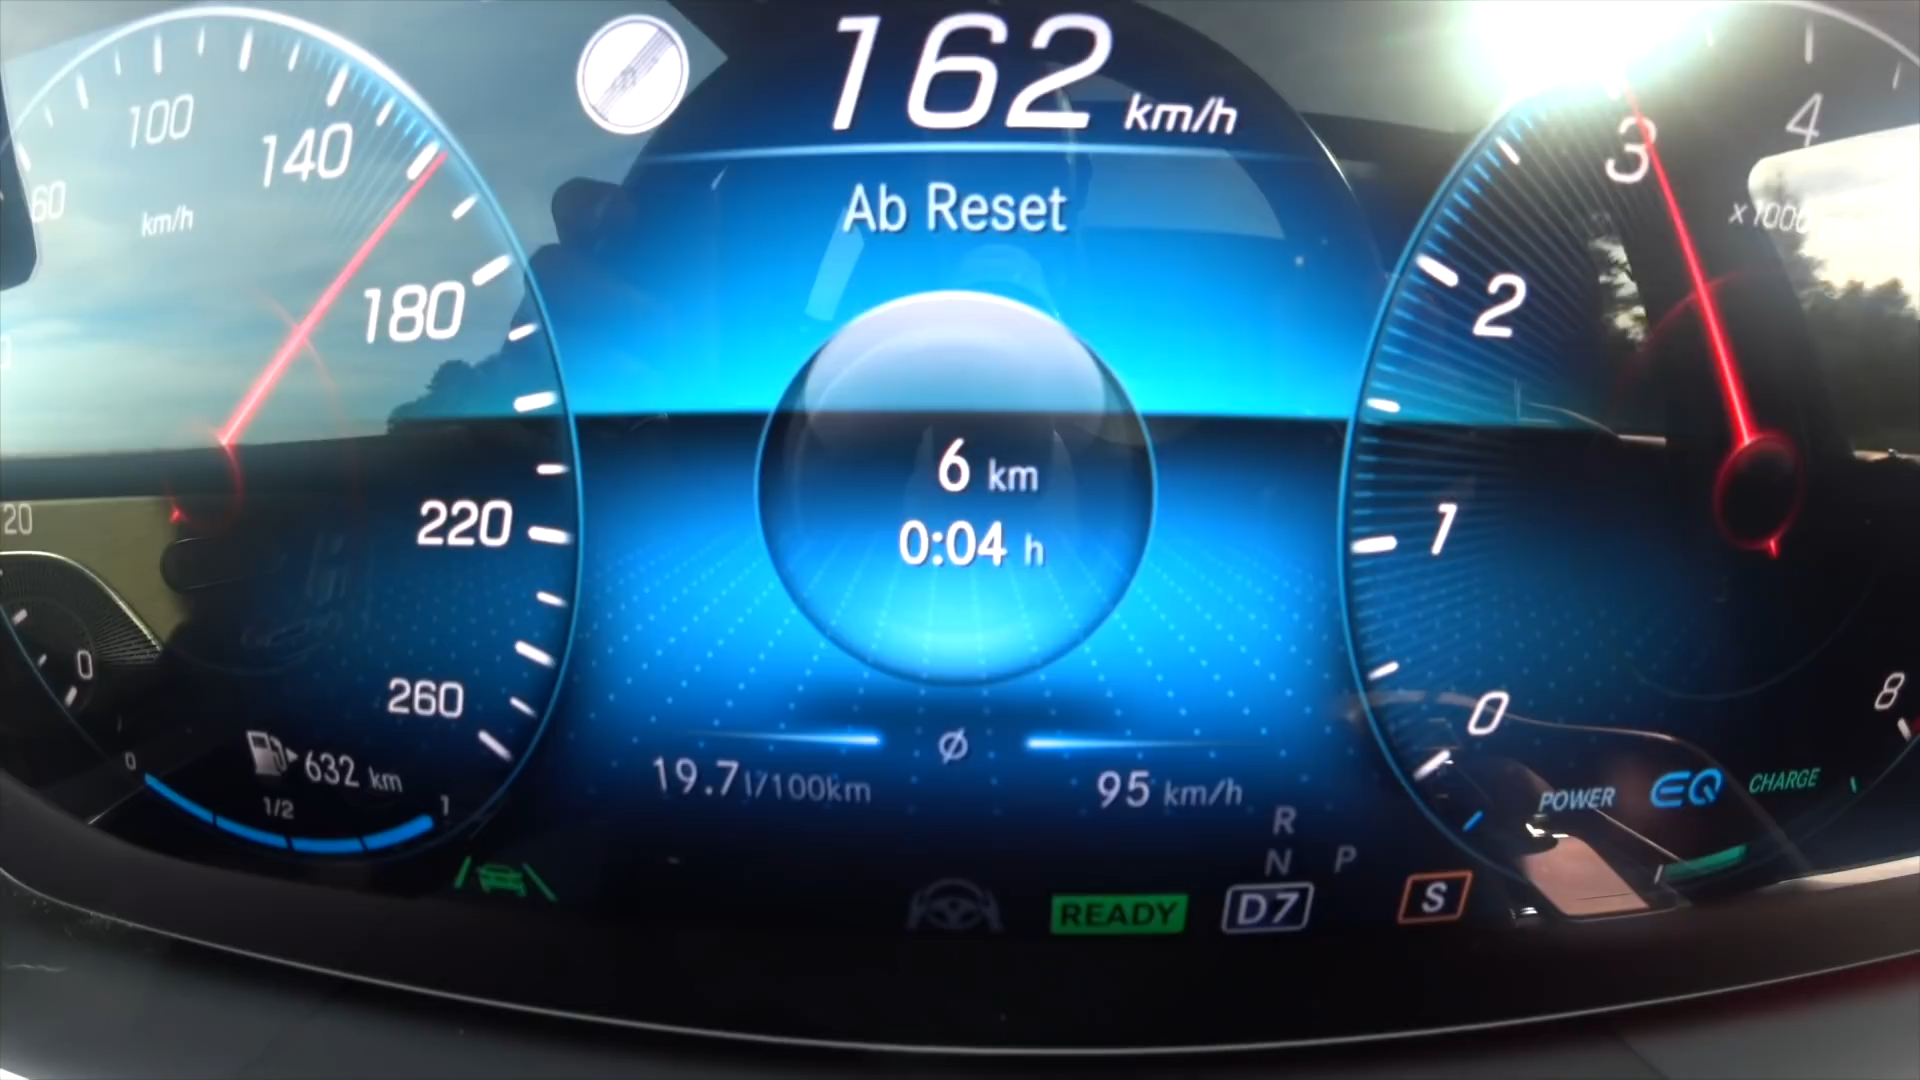 162 km/h
Ab Reset
60
100
140
km/h
180
220
260
20
0
632 km
0
1/2
1
6 km
0:04 h
Ø
19.7 l/100km
95 km/h
R
N
P
READY
D7
S
0
1
2
3
4
8
POWER
EQ
CHARGE